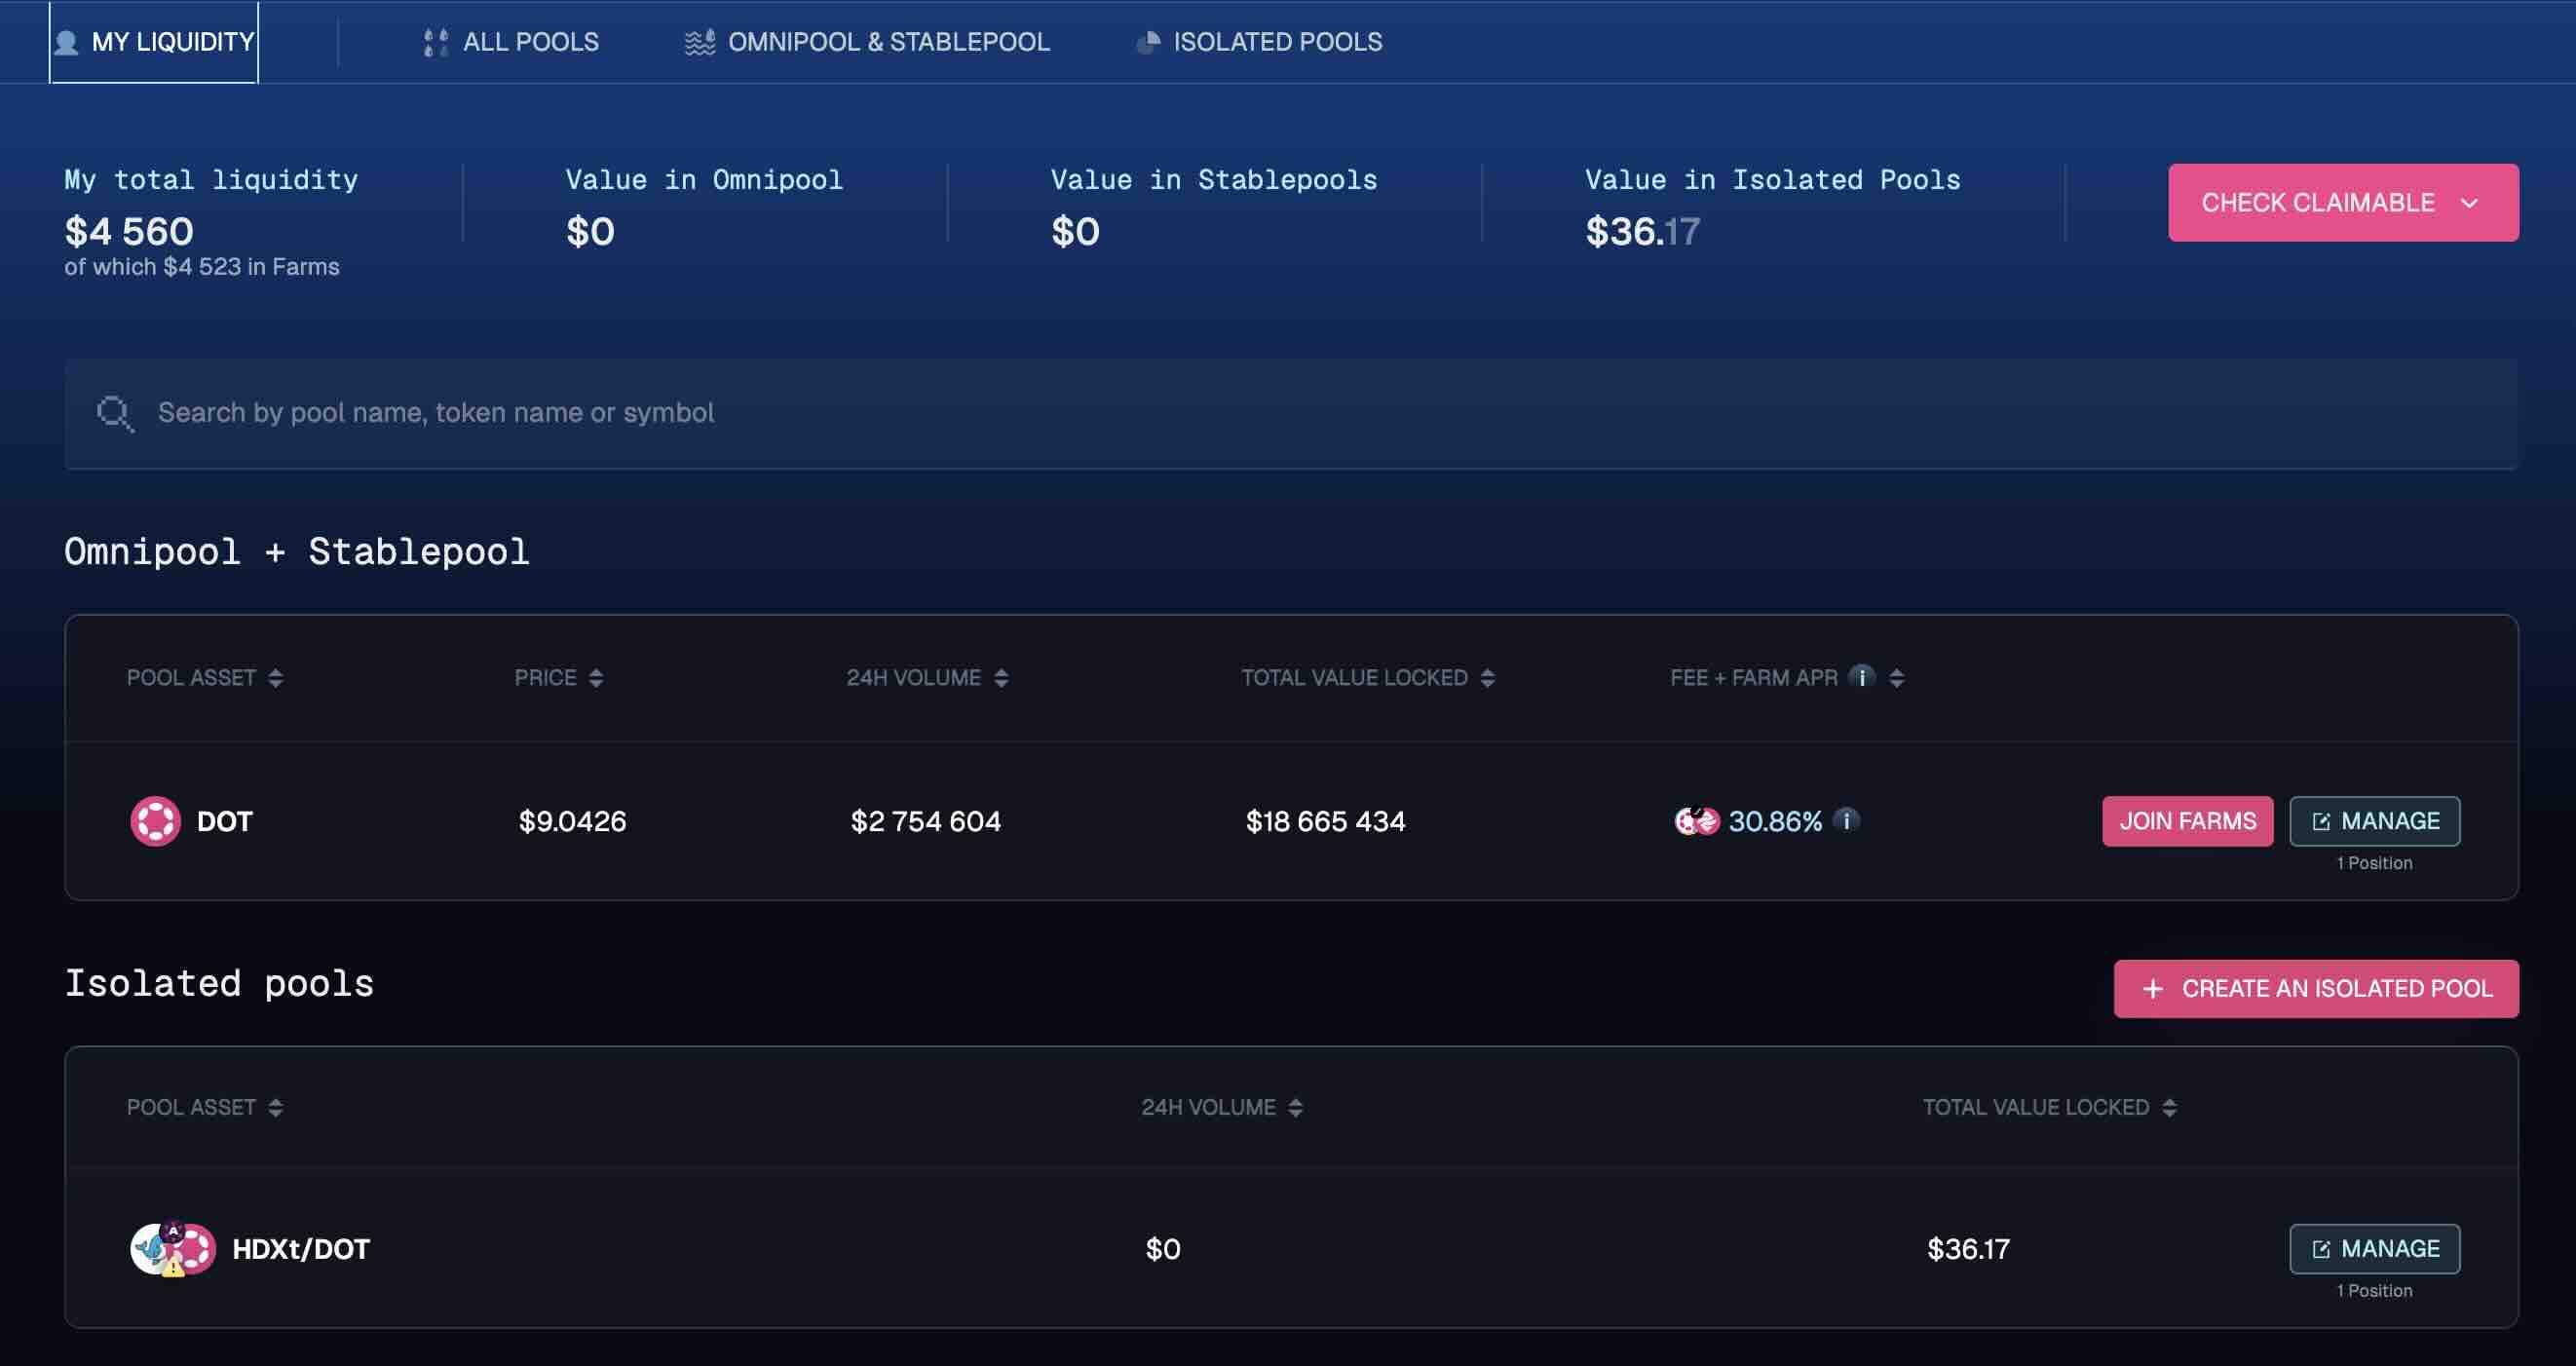 MY LIQUIDITY ALL POOLS OMNIPOOL & STABLEPOOL ISOLATED POOLS
My total liquidity Value in Omnipool Value in Stablepools Value in Isolated Pools
$4 560 $0 $0 $36.17
of which $4 523 in Farms
CHECK CLAIMABLE
Search by pool name, token name or symbol
Omnipool + Stablepool
POOL ASSET PRICE 24H VOLUME TOTAL VALUE LOCKED FEE + FARM APR i
DOT $9.0426 $2 754 604 $18 665 434 30.86% i JOIN FARMS MANAGE
1 Position
Isolated pools
+ CREATE AN ISOLATED POOL
POOL ASSET 24H VOLUME TOTAL VALUE LOCKED
HDXt/DOT $0 $36.17 MANAGE
1 Position